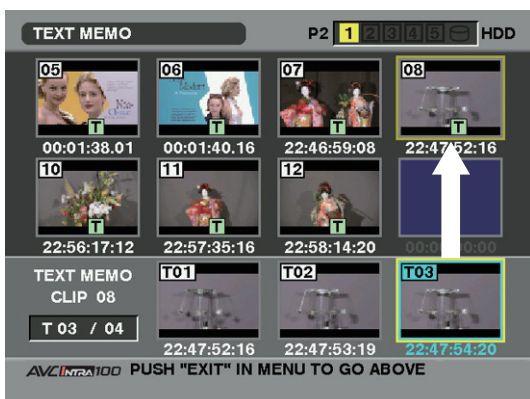 TEXT MEMO
P2 1 2 3 4 5 HDD
05 06 07 08
T T T T
00:01:38.01 00:01:40.16 22:46:59:08 22:47:52:16
10 11 12
T T T
22:56:17:12 22:57:35:16 22:58:14:20
TEXT MEMO
CLIP 08
T 03 / 04
T01 T02 T03
22:47:52:16 22:47:53:19 22:47:54:20
AVC INTRA 100 PUSH "EXIT" IN MENU TO GO ABOVE